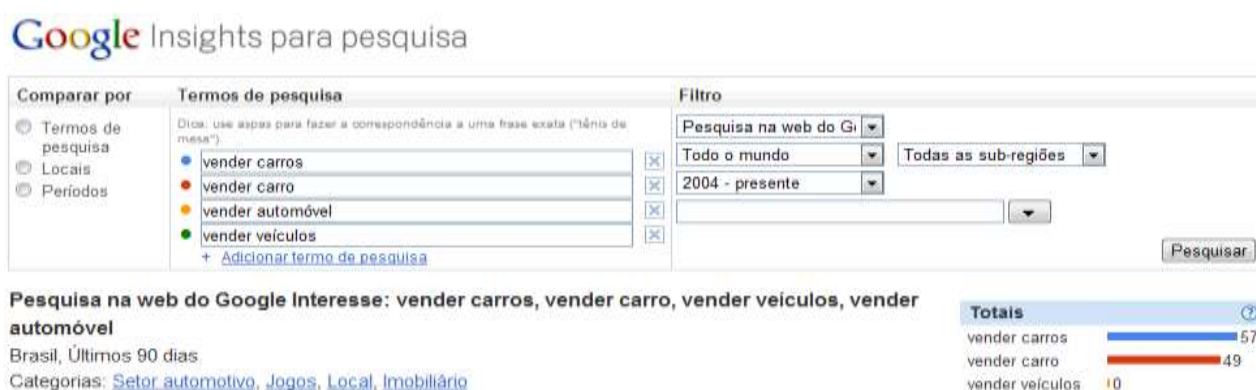 Google Insights para pesquisa
Comparar por
Termos de pesquisa
Locais
Períodos
Termos de pesquisa
Dica: use aspas para fazer a correspondência a uma frase exata ("tênis de
mesa").
vender carros
vender carro
vender automóvel
vender veículos
+ Adicionar termo de pesquisa
Filtro
Pesquisa na web do G
Todo o mundo
Todas as sub-regiões
2004 - presente
Pesquisar
Pesquisa na web do Google Interesse: vender carros, vender carro, vender veículos, vender
automóvel
Brasil, Últimos 90 dias
Categorias: Setor automotivo, Jogos, Local, Imobiliário
Totais
vender carros 57
vender carro 49
vender veículos 0